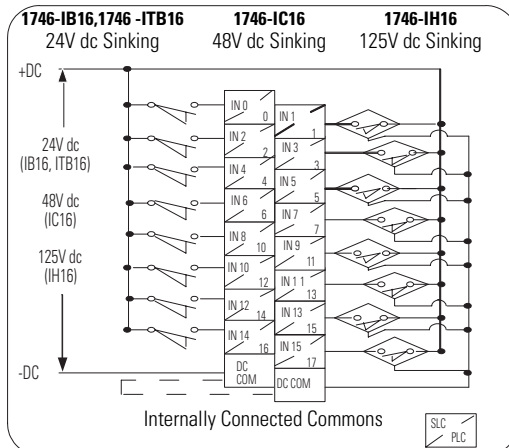 1746-IB16,1746 -ITB16 1746-IC16 1746-IH16
24V dc Sinking 48V dc Sinking 125V dc Sinking
+DC
24V dc
(IB16, ITB16)
48V dc
(IC16)
125V dc
(IH16)
-DC
IN 0
0
IN 1
1
IN 2
2
IN 3
3
IN 4
4
IN 5
5
IN 6
6
IN 7
7
IN 8
10
IN 9
11
IN 10
12
IN 1 1
13
IN 12
14
IN 13
15
IN 14
16
IN 15
17
DC
COM
DC COM
Internally Connected Commons
SLC
PLC